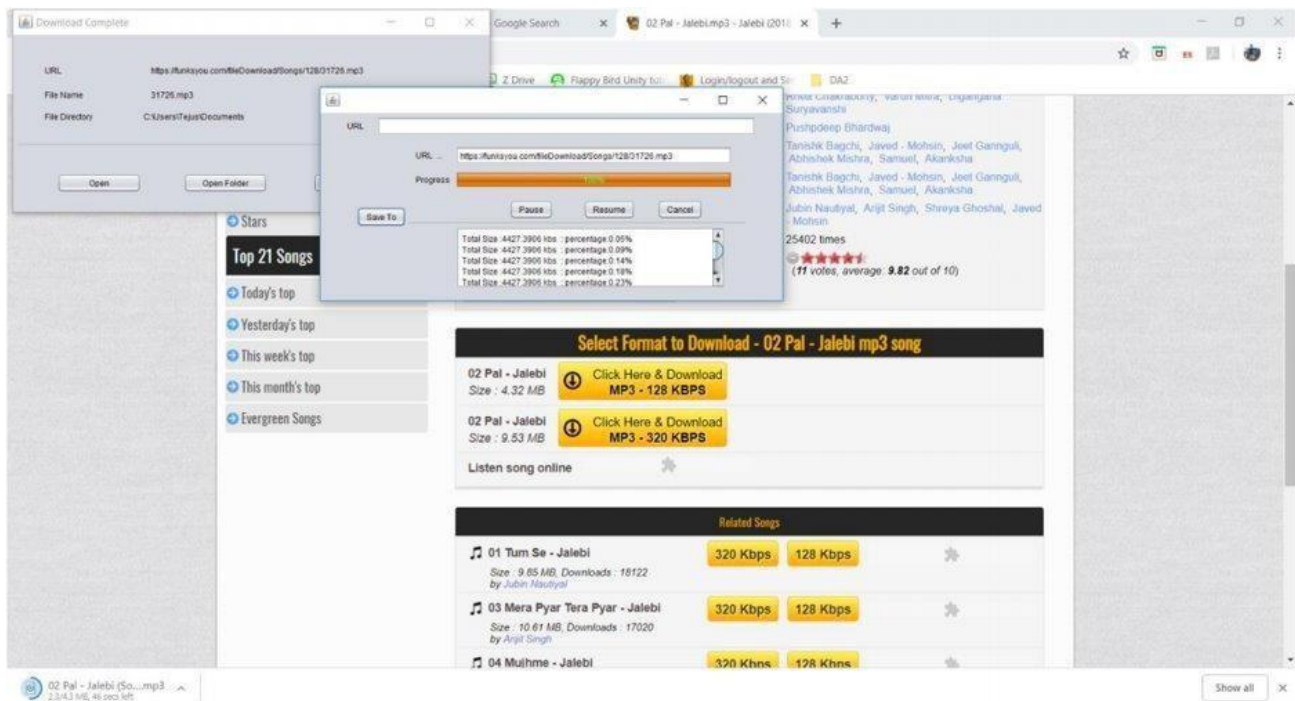 Download Complete
Google Search
02 Pal - Jalebi.mp3 - Jalebi (201
URL https://funksyou.com/fileDownload/Songs/128/31726.mp3
File Name 31726.mp3
File Directory C:\Users\Tejus\Documents
Open
Open Folder
Z Drive
Flappy Bird Unity tut
Login/logout and Se
DA2
URL
URL ... https://funksyou.com/fileDownload/Songs/128/31726.mp3
Progress 100%
Save To
Pause
Resume
Cancel
Total Size :4427.3906 kbs : percentage:0.05%
Total Size :4427.3906 kbs : percentage:0.09%
Total Size :4427.3906 kbs : percentage:0.14%
Total Size :4427.3906 kbs : percentage:0.18%
Total Size :4427.3906 kbs : percentage:0.23%
Suryavanshi
Pushpdeep Bhardwaj
Tanishk Bagchi, Javed - Mohsin, Jeet Gannguli,
Abhishek Mishra, Samuel, Akanksha
Tanishk Bagchi, Javed - Mohsin, Jeet Gannguli,
Abhishek Mishra, Samuel, Akanksha
Jubin Nautiyal, Arijit Singh, Shreya Ghoshal, Javed
- Mohsin
25402 times
(11 votes, average: 9.82 out of 10)
Stars
Top 21 Songs
Today's top
Yesterday's top
This week's top
This month's top
Evergreen Songs
Select Format to Download - 02 Pal - Jalebi mp3 song
02 Pal - Jalebi
Size : 4.32 MB
Click Here & Download
MP3 - 128 KBPS
02 Pal - Jalebi
Size : 9.53 MB
Click Here & Download
MP3 - 320 KBPS
Listen song online
Related Songs
01 Tum Se - Jalebi
320 Kbps
128 Kbps
Size : 9.85 MB, Downloads : 18122
by Jubin Nautiyal
03 Mera Pyar Tera Pyar - Jalebi
320 Kbps
128 Kbps
Size : 10.61 MB, Downloads : 17020
by Arijit Singh
04 Mujhme - Jalebi
320 Kbps
128 Kbps
02 Pal - Jalebi (So....mp3
2.3/4.3 MB, 46 secs left
Show all